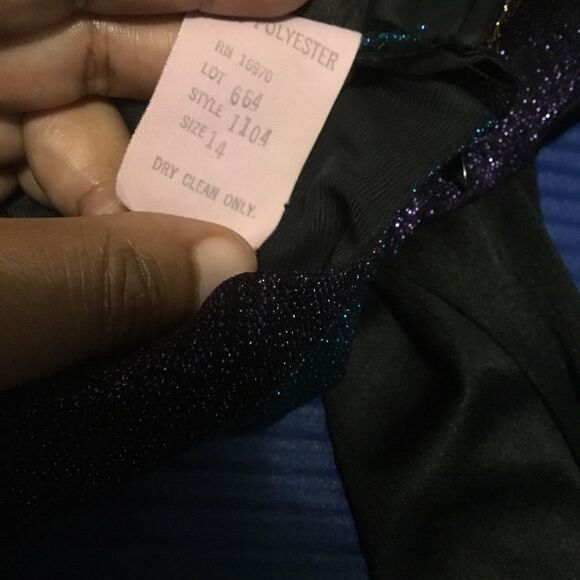 POLYESTER
RN 16970
LOT 664
STYLE 1104
SIZE 14
DRY CLEAN ONLY.